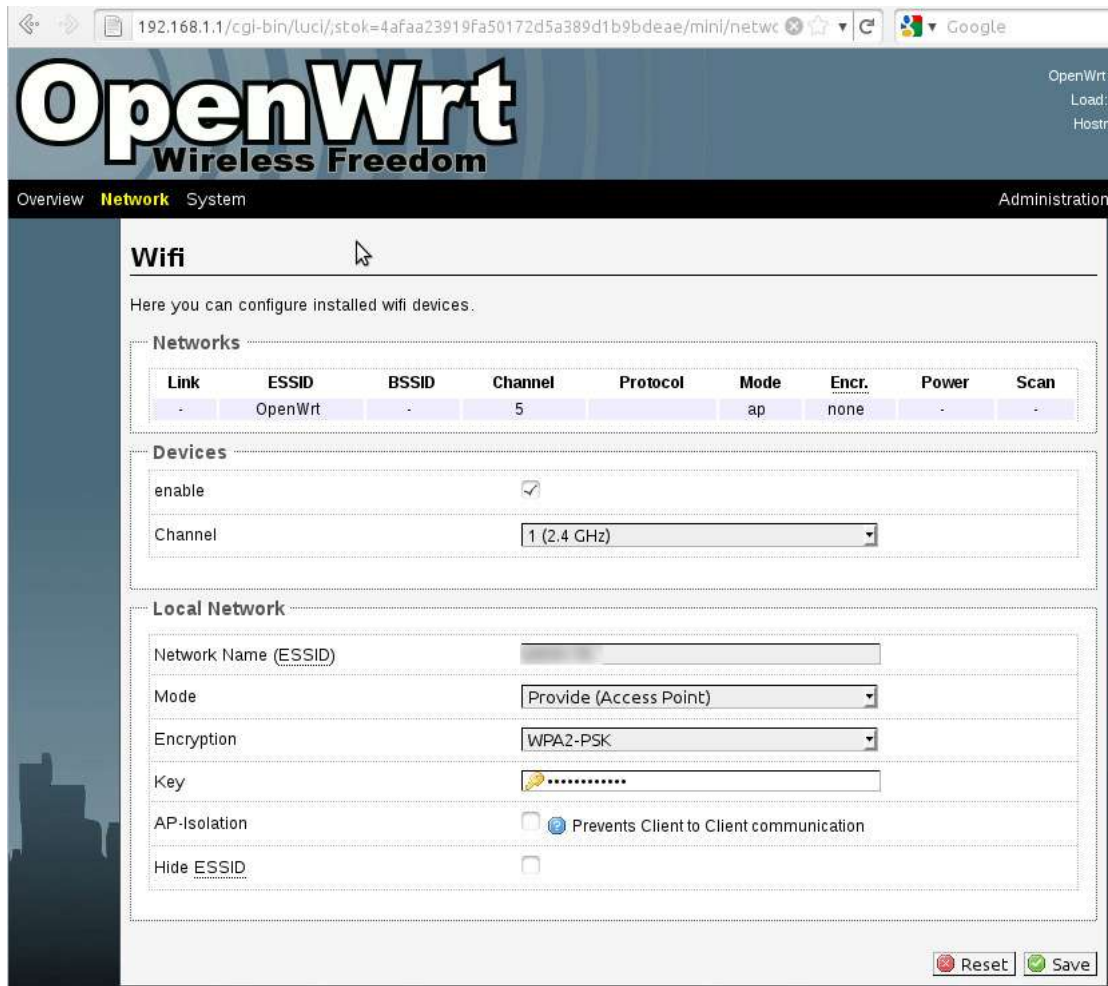 192.168.1.1/cgi-bin/luci/;stok=4afaa23919fa50172d5a389d1b9bdeae/mini/netwc
Google
OpenWrt
Wireless Freedom
OpenWrt
Load:
Hostr
Overview Network System Administration
Wifi
Here you can configure installed wifi devices.
Networks
Link ESSID BSSID Channel Protocol Mode Encr. Power Scan
- OpenWrt - 5 ap none - -
Devices
enable
Channel 1 (2.4 GHz)
Local Network
Network Name (ESSID)
Mode Provide (Access Point)
Encryption WPA2-PSK
Key ••••••••••••
AP-Isolation Prevents Client to Client communication
Hide ESSID
Reset Save